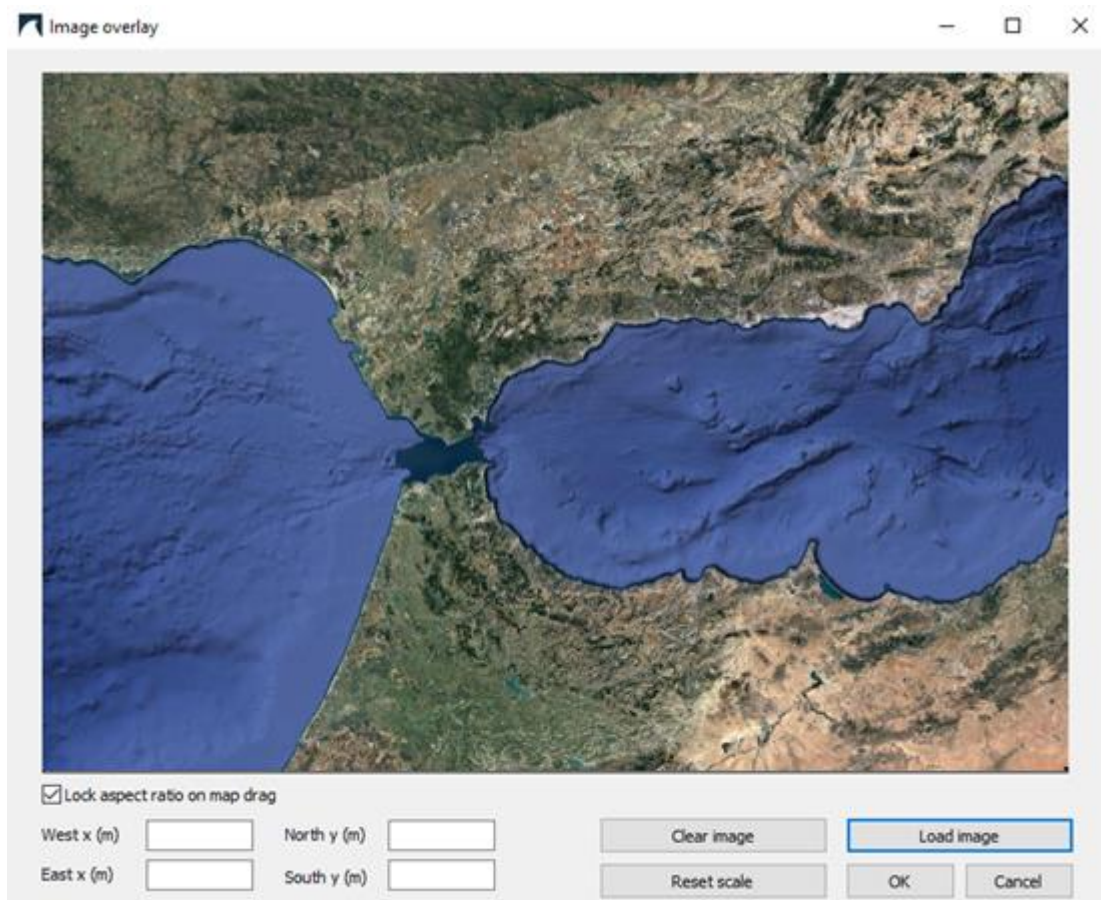 Image overlay
Lock aspect ratio on map drag
West x (m) North y (m) Clear image Load image
East x (m) South y (m) Reset scale OK Cancel